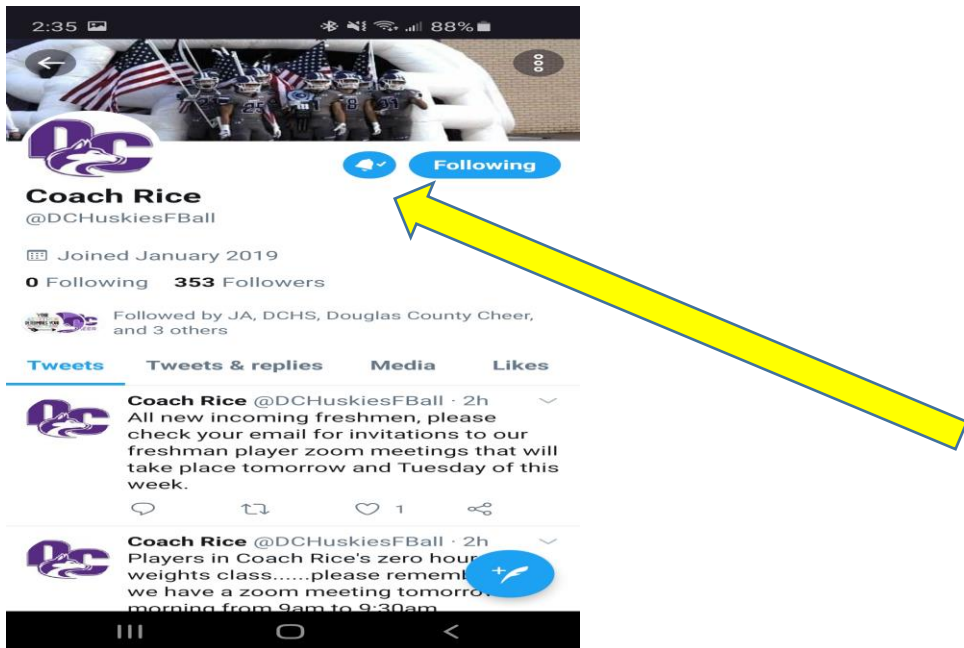 2:35 88%
DC
Following
Coach Rice
@DCHuskiesFBall
Joined January 2019
0 Following 353 Followers
Followed by JA, DCHS, Douglas County Cheer,
and 3 others
Tweets Tweets & replies Media Likes
DC
Coach Rice @DCHuskiesFBall · 2h
All new incoming freshmen, please
check your email for invitations to our
freshman player zoom meetings that will
take place tomorrow and Tuesday of this
week.
1
DC
Coach Rice @DCHuskiesFBall · 2h
Players in Coach Rice's zero hour
weights class......please rememb
we have a zoom meeting tomorro
morning from 9am to 9:30am